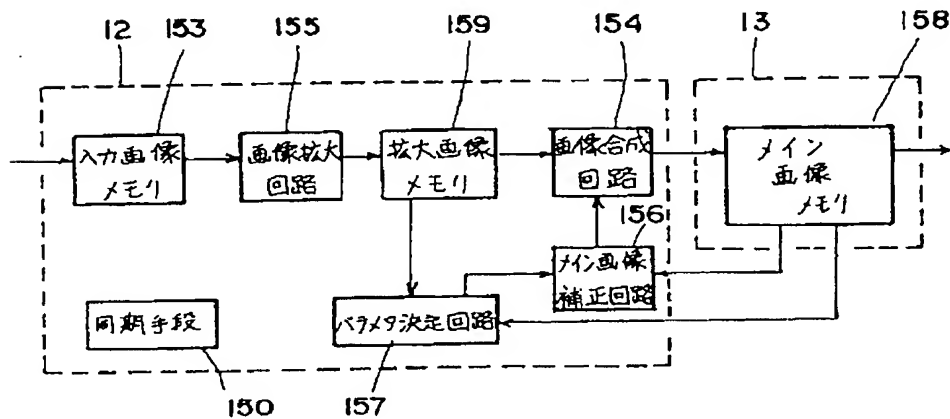 12
153
155
159
154
13
158
入力画像
メモリ
画像拡大
回路
拡大画像
メモリ
画像合成
回路
メイン
画像
メモリ
156
メイン画像
補正回路
同期手段
パラメタ決定回路
150
157